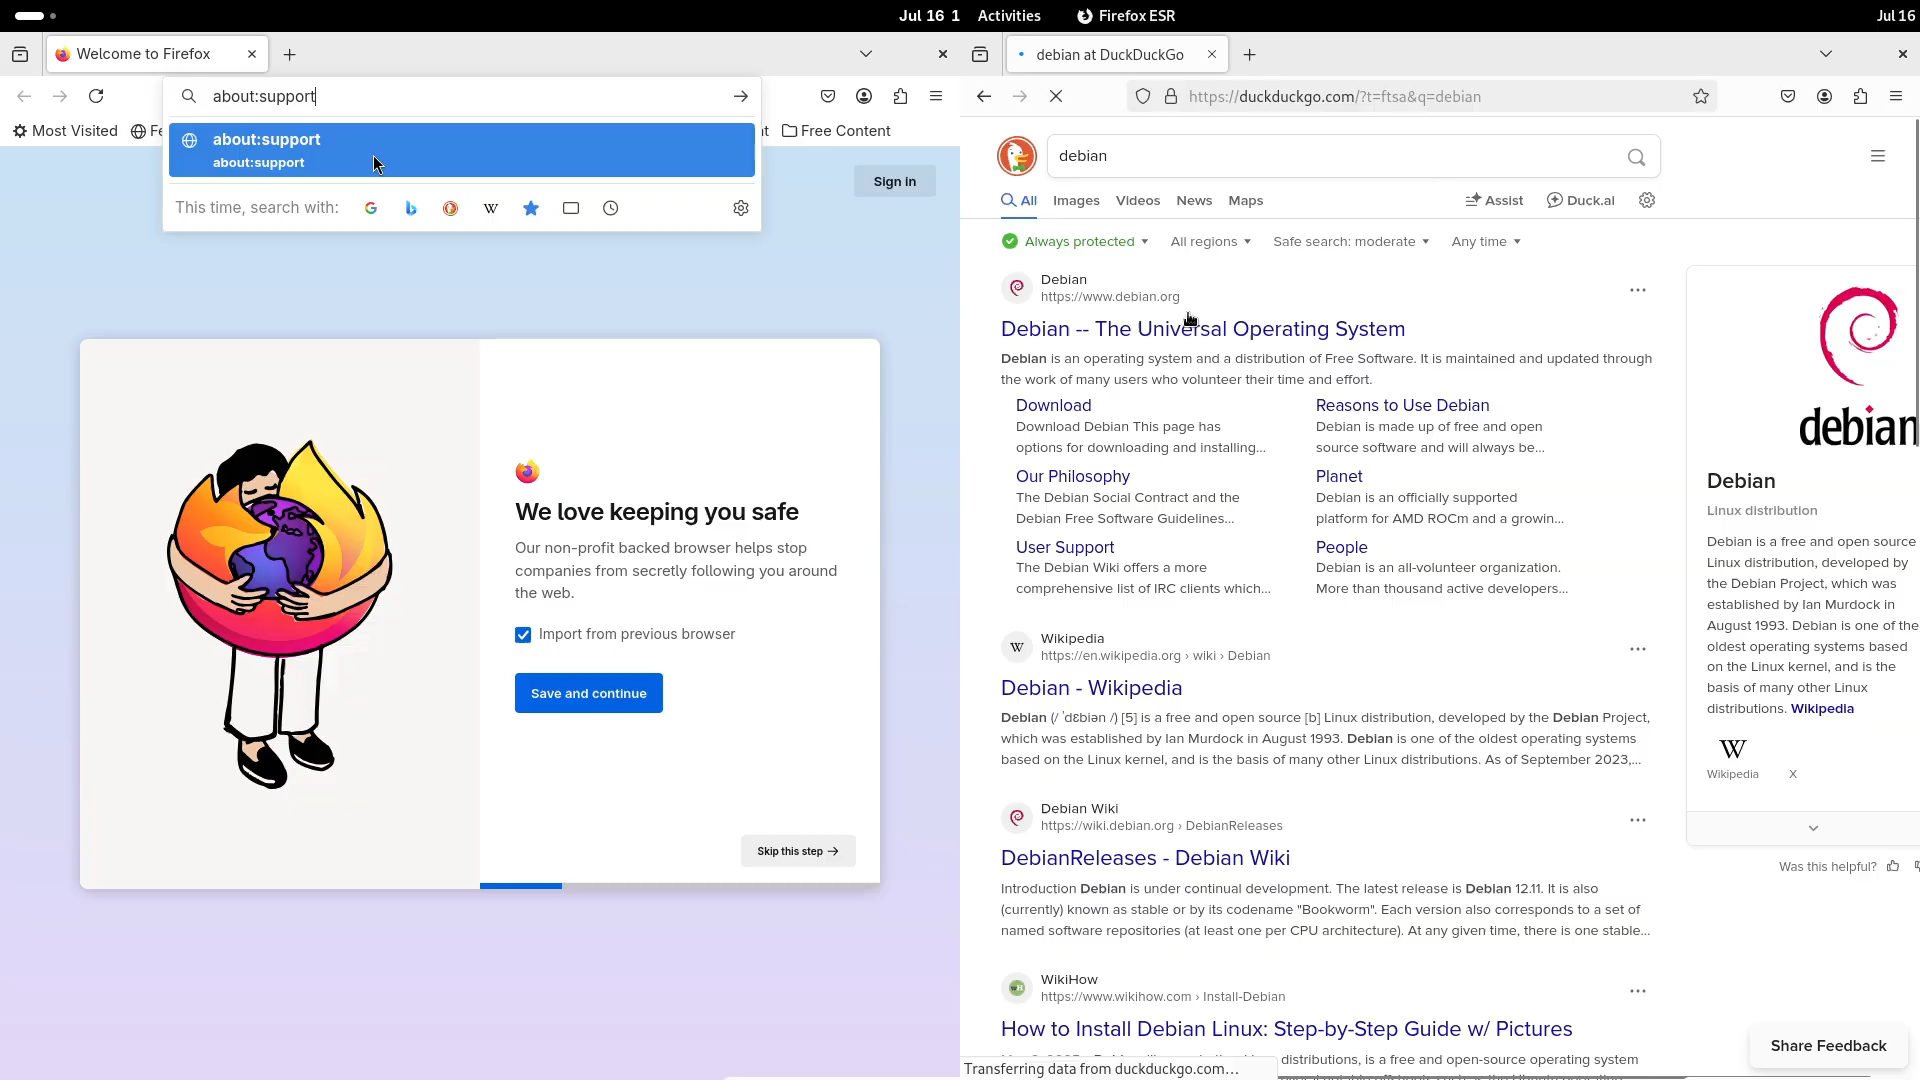 Jul 16 1
Activities
Firefox ESR
Jul 16
Welcome to Firefox
about:support
Most Visited
Fe
t
Free Content
about:support
about:support
This time, search with:
Sign in
We love keeping you safe
Our non-profit backed browser helps stop
companies from secretly following you around
the web.
Import from previous browser
Save and continue
Skip this step
debian at DuckDuckGo
https://duckduckgo.com/?t=ftsa&q=debian
debian
All
Images
Videos
News
Maps
Assist
Duck.ai
Always protected
All regions
Safe search: moderate
Any time
Debian
https://www.debian.org
Debian -- The Universal Operating System
Debian is an operating system and a distribution of Free Software. It is maintained and updated through
the work of many users who volunteer their time and effort.
Download
Download Debian This page has
options for downloading and installing...
Reasons to Use Debian
Debian is made up of free and open
source software and will always be...
Our Philosophy
The Debian Social Contract and the
Debian Free Software Guidelines...
Planet
Debian is an officially supported
platform for AMD ROCm and a growin...
User Support
The Debian Wiki offers a more
comprehensive list of IRC clients which...
People
Debian is an all-volunteer organization.
More than thousand active developers...
Wikipedia
https://en.wikipedia.org › wiki › Debian
Debian - Wikipedia
Debian (/ ˈdɛbiən /) [5] is a free and open source [b] Linux distribution, developed by the Debian Project,
which was established by Ian Murdock in August 1993. Debian is one of the oldest operating systems
based on the Linux kernel, and is the basis of many other Linux distributions. As of September 2023,...
Debian Wiki
https://wiki.debian.org › DebianReleases
DebianReleases - Debian Wiki
Introduction Debian is under continual development. The latest release is Debian 12.11. It is also
(currently) known as stable or by its codename "Bookworm". Each version also corresponds to a set of
named software repositories (at least one per CPU architecture). At any given time, there is one stable...
WikiHow
https://www.wikihow.com › Install-Debian
How to Install Debian Linux: Step-by-Step Guide w/ Pictures
distributions, is a free and open-source operating system
Transferring data from duckduckgo.com…
debian
Debian
Linux distribution
Debian is a free and open source
Linux distribution, developed by
the Debian Project, which was
established by Ian Murdock in
August 1993. Debian is one of the
oldest operating systems based
on the Linux kernel, and is the
basis of many other Linux
distributions. Wikipedia
W
Wikipedia
X
Was this helpful?
Share Feedback